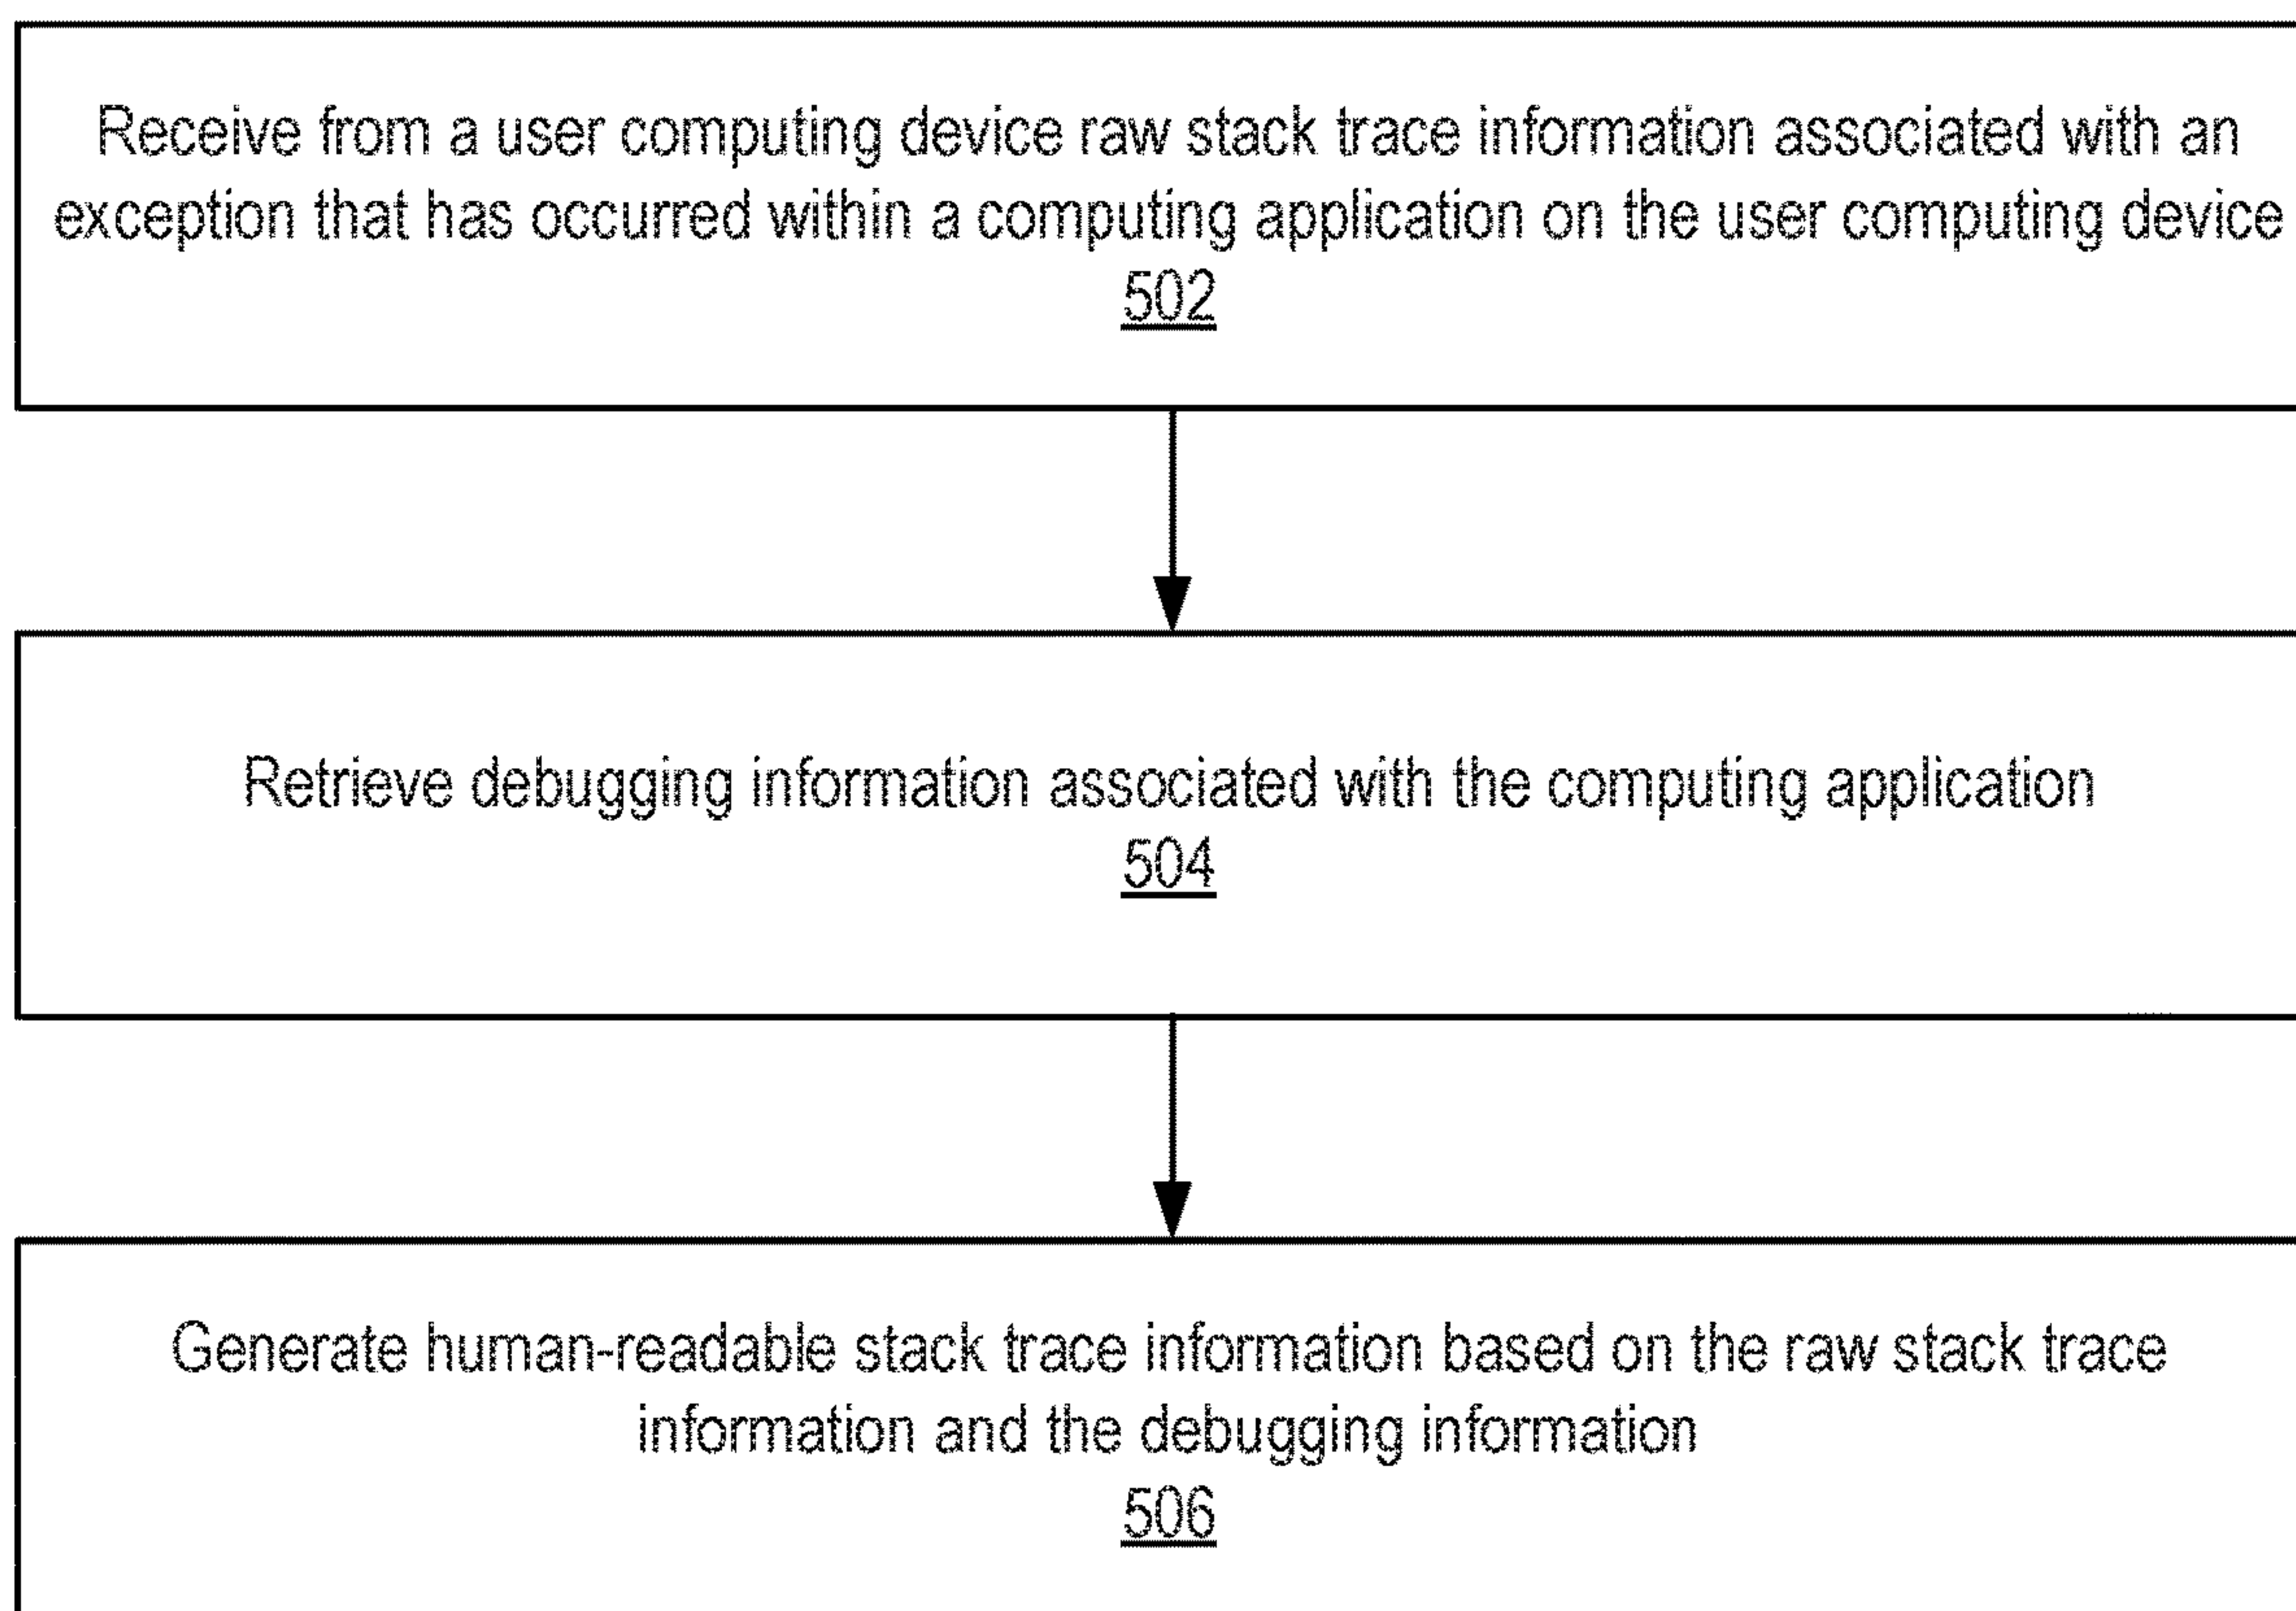 Receive from a user computing device raw stack trace information associated with an
exception that has occurred within a computing application on the user computing device
502
Retrieve debugging information associated with the computing application
504
Generate human-readable stack trace information based on the raw stack trace
information and the debugging information
506